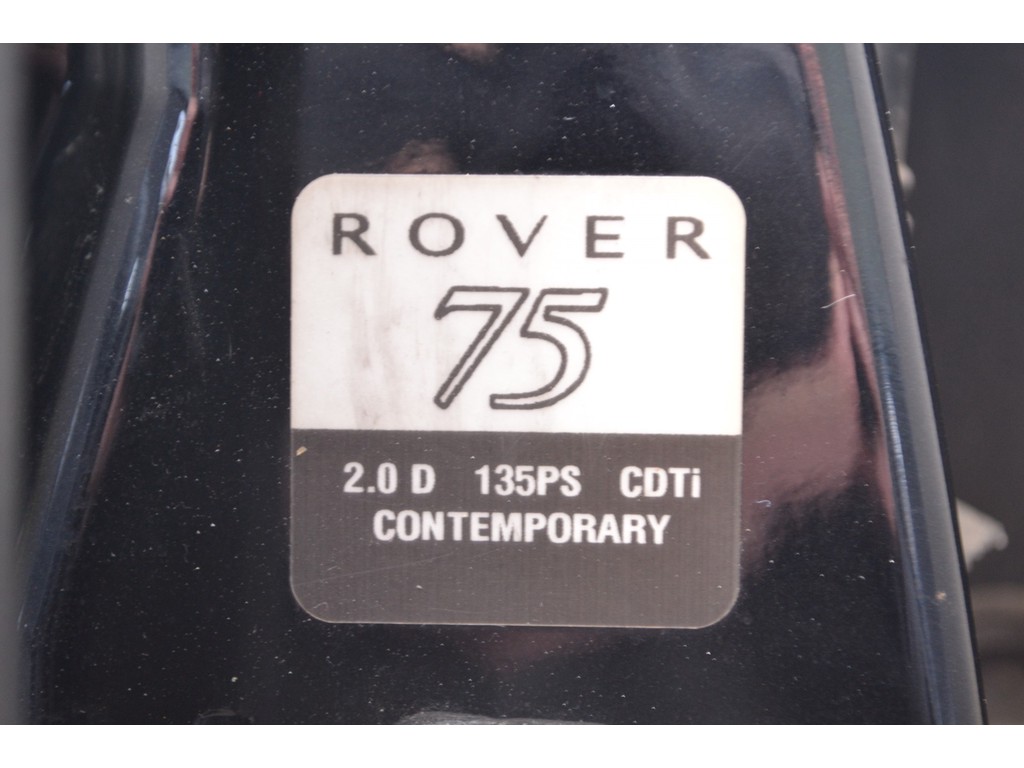 ROVER
75
2.0 D 135PS CDTi
CONTEMPORARY